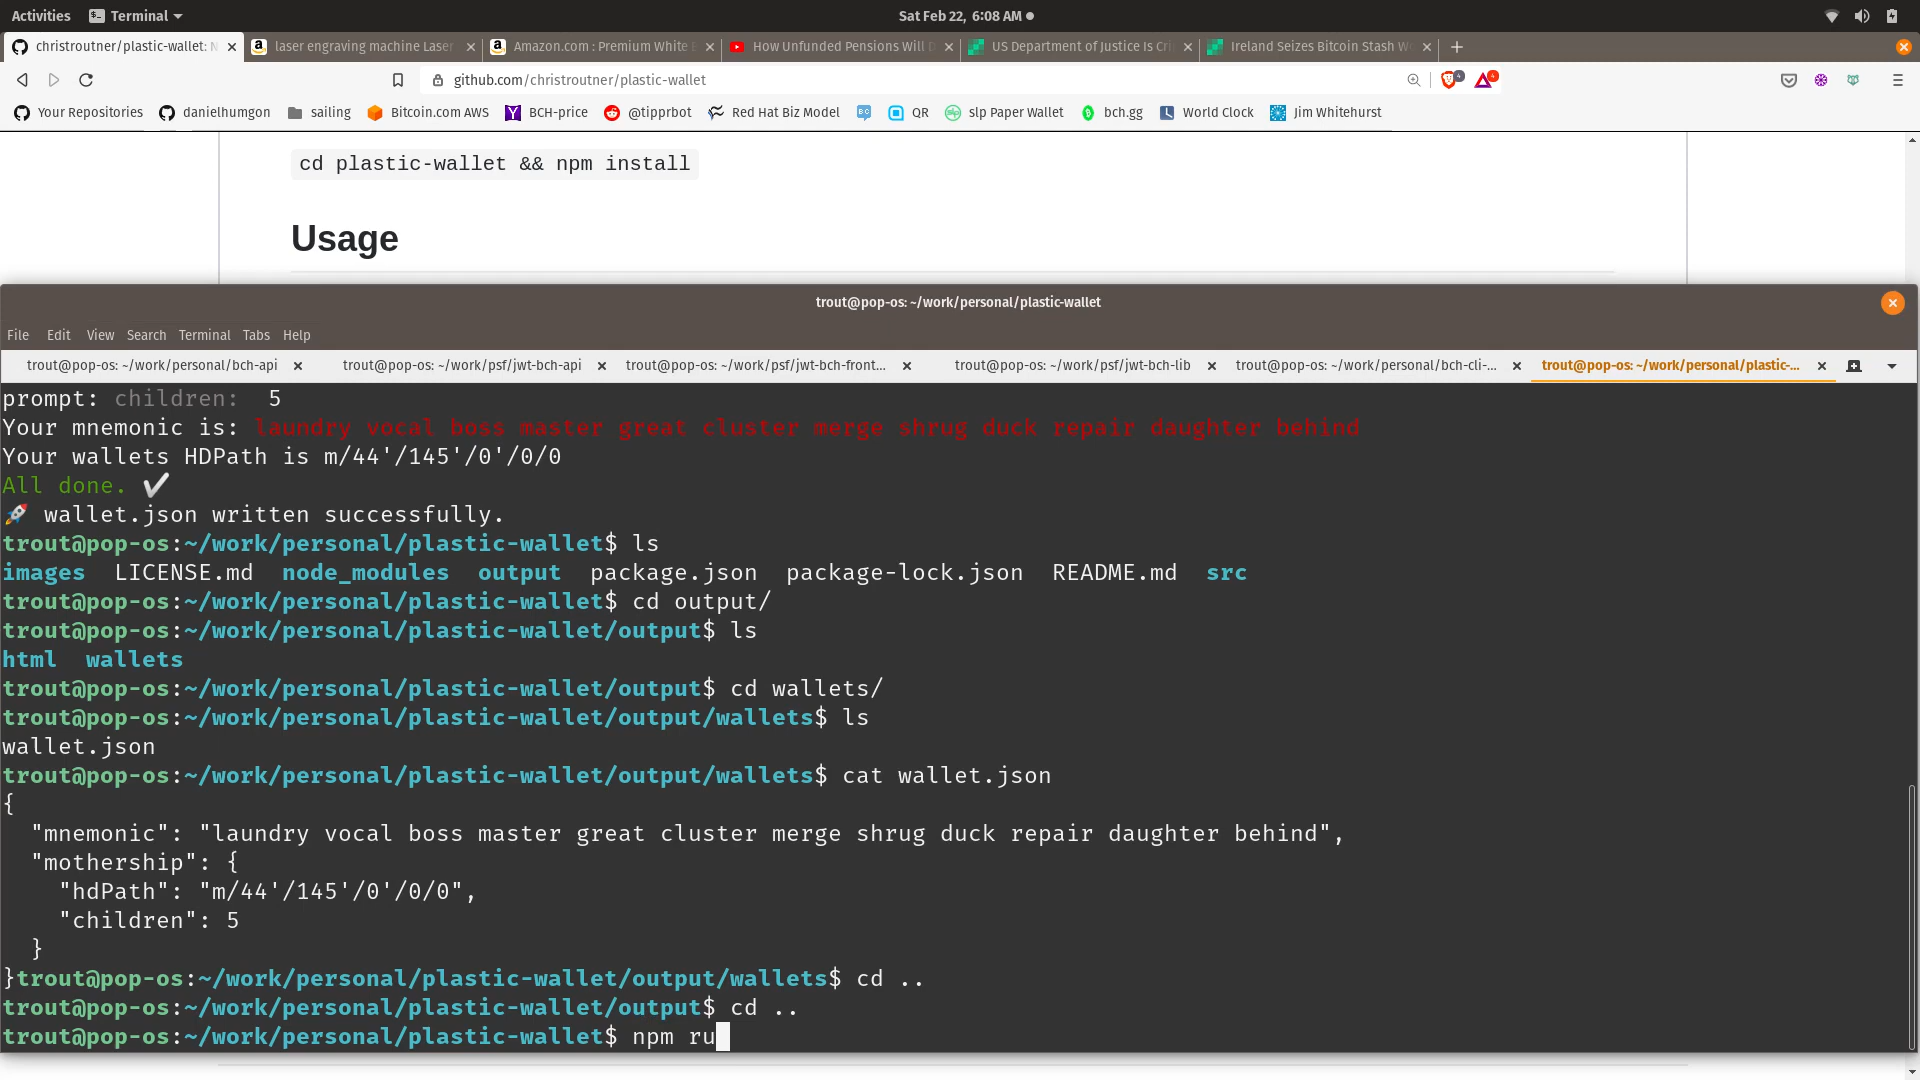 Activities Terminal Sat Feb 22, 6:08 AM
christroutner/plastic-wallet: laser engraving machine Laser Amazon.com : Premium White How Unfunded Pensions Will US Department of Justice Is Ireland Seizes Bitcoin Stash
github.com/christroutner/plastic-wallet 4 4
Your Repositories danielhumgon sailing Bitcoin.com AWS BCH-price @tipprbot Red Hat Biz Model QR slp Paper Wallet bch.gg World Clock Jim Whitehurst
cd plastic-wallet && npm install
Usage
trout@pop-os: ~/work/personal/plastic-wallet
File Edit View Search Terminal Tabs Help
trout@pop-os: ~/work/personal/bch-api trout@pop-os: ~/work/psf/jwt-bch-api trout@pop-os: ~/work/psf/jwt-bch-front... trout@pop-os: ~/work/psf/jwt-bch-lib trout@pop-os: ~/work/personal/bch-cli-... trout@pop-os: ~/work/personal/plastic-...
prompt: children:  5
Your mnemonic is: laundry vocal boss master great cluster merge shrug duck repair daughter behind
Your wallets HDPath is m/44'/145'/0'/0/0
All done. ✔
🚀 wallet.json written successfully.
trout@pop-os:~/work/personal/plastic-wallet$ ls
images  LICENSE.md  node_modules  output  package.json  package-lock.json  README.md  src
trout@pop-os:~/work/personal/plastic-wallet$ cd output/
trout@pop-os:~/work/personal/plastic-wallet/output$ ls
html  wallets
trout@pop-os:~/work/personal/plastic-wallet/output$ cd wallets/
trout@pop-os:~/work/personal/plastic-wallet/output/wallets$ ls
wallet.json
trout@pop-os:~/work/personal/plastic-wallet/output/wallets$ cat wallet.json
{
  "mnemonic": "laundry vocal boss master great cluster merge shrug duck repair daughter behind",
  "mothership": {
    "hdPath": "m/44'/145'/0'/0/0",
    "children": 5
  }
}trout@pop-os:~/work/personal/plastic-wallet/output/wallets$ cd ..
trout@pop-os:~/work/personal/plastic-wallet/output$ cd ..
trout@pop-os:~/work/personal/plastic-wallet$ npm ru